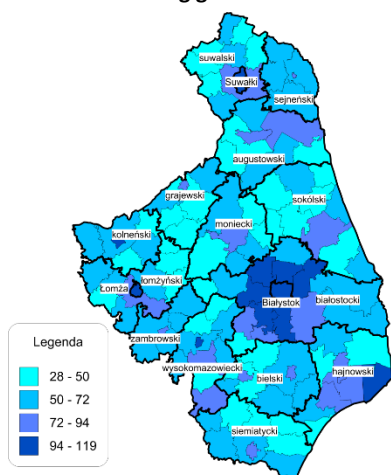 suwalski
Suwałki
sejneński
augustowski
grajewski
sokólski
kolneński
moniecki
Łomża
łomżyński
Białystok
białostocki
zambrowski
wysokomazowiecki
bielski
hajnowski
siemiatycki
Legenda
28 - 50
50 - 72
72 - 94
94 - 119